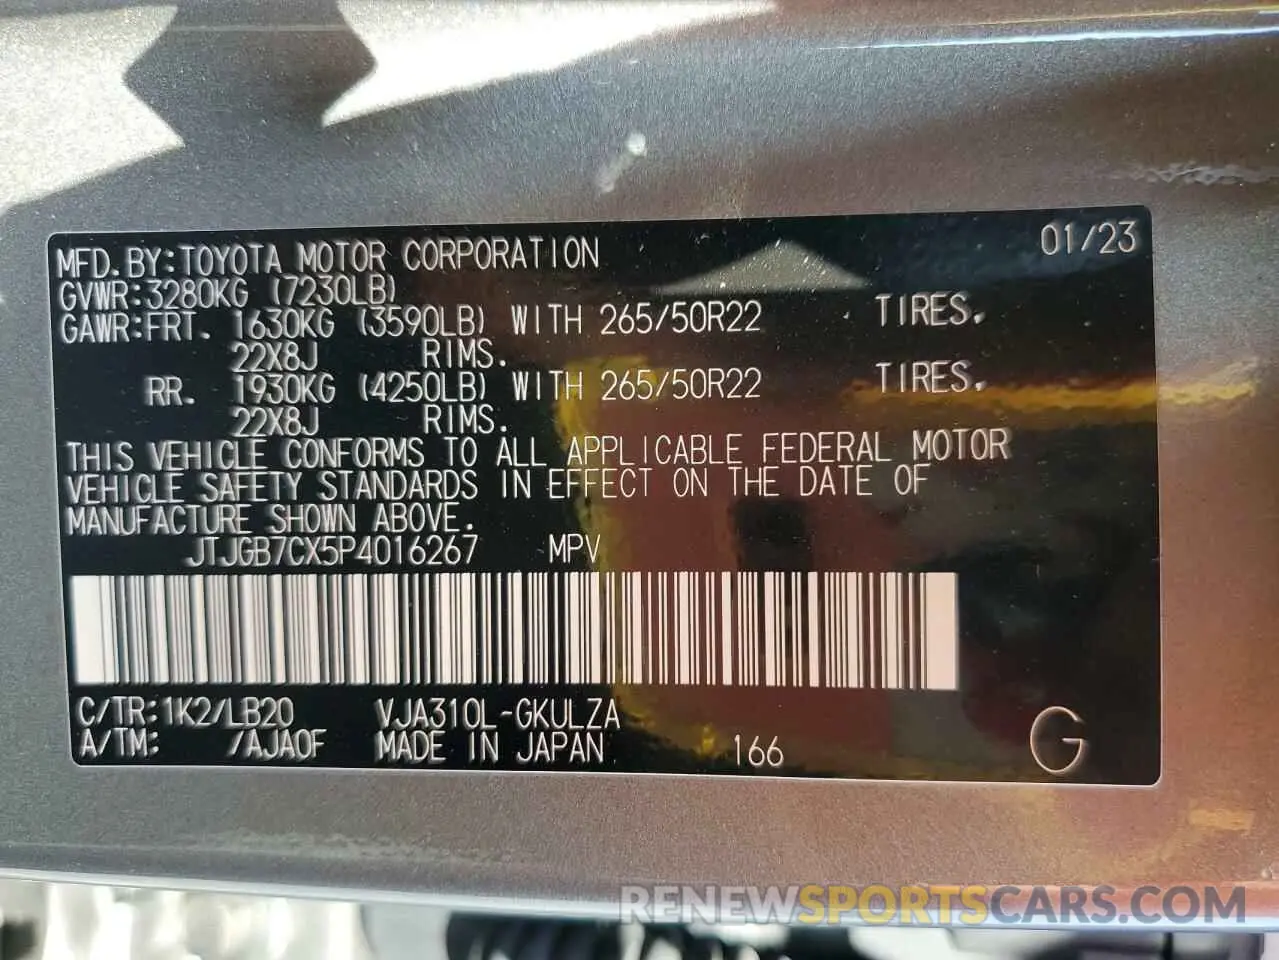 MFD.BY:TOYOTA MOTOR CORPORATION 01/23
GVWR:3280KG (7230LB)
GAWR:FRT. 1630KG (3590LB) WITH 265/50R22 TIRES.
22X8J RIMS.
RR. 1930KG (4250LB) WITH 265/50R22 TIRES.
22X8J RIMS.
THIS VEHICLE CONFORMS TO ALL APPLICABLE FEDERAL MOTOR
VEHICLE SAFETY STANDARDS IN EFFECT ON THE DATE OF
MANUFACTURE SHOWN ABOVE.
JTJGB7CX5P4016267 MPV
C/TR:1K2/LB20 VJA310L-GKULZA
A/TM: /AJA0F MADE IN JAPAN 166 G
RENEWSPORTSCARS.COM